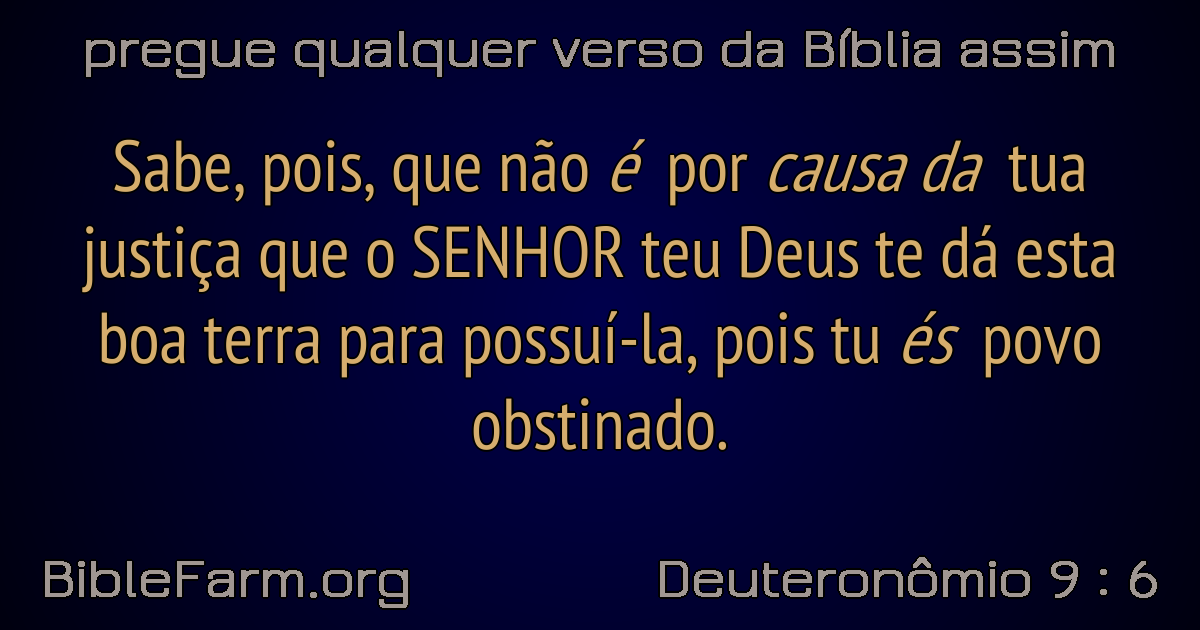 pregue qualquer verso da Bíblia assim
Sabe, pois, que não é por causa da tua
justiça que o SENHOR teu Deus te dá esta
boa terra para possuí-la, pois tu és povo
obstinado.
BibleFarm.org
Deuteronômio 9 : 6